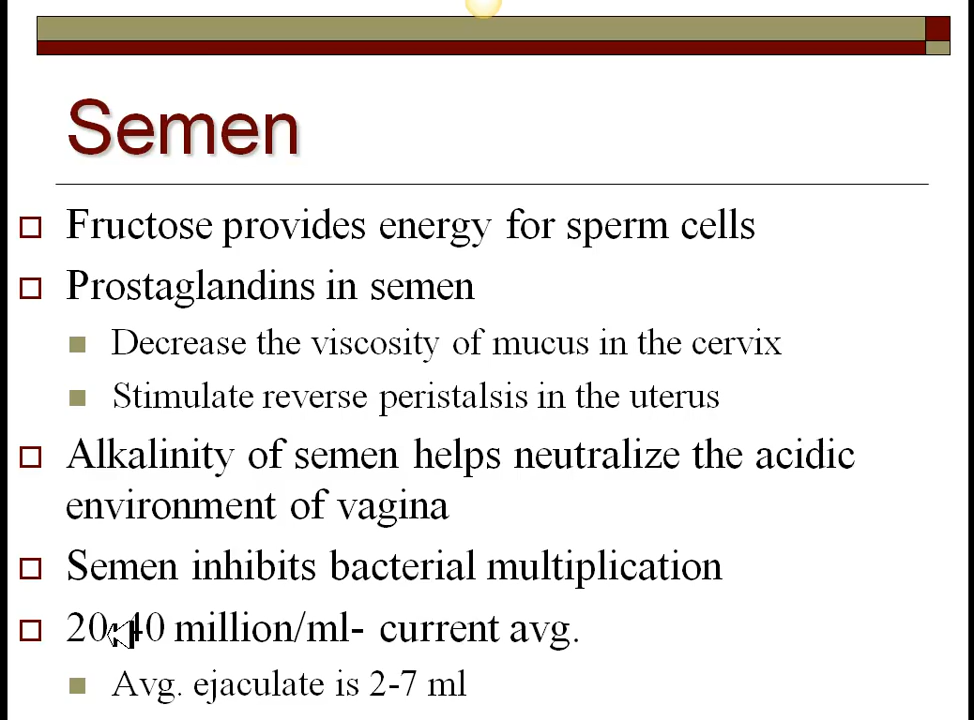 Semen
Fructose provides energy for sperm cells
Prostaglandins in semen
Decrease the viscosity of mucus in the cervix
Stimulate reverse peristalsis in the uterus
Alkalinity of semen helps neutralize the acidic
environment of vagina
Semen inhibits bacterial multiplication
20-40 million/ml- current avg.
Avg. ejaculate is 2-7 ml